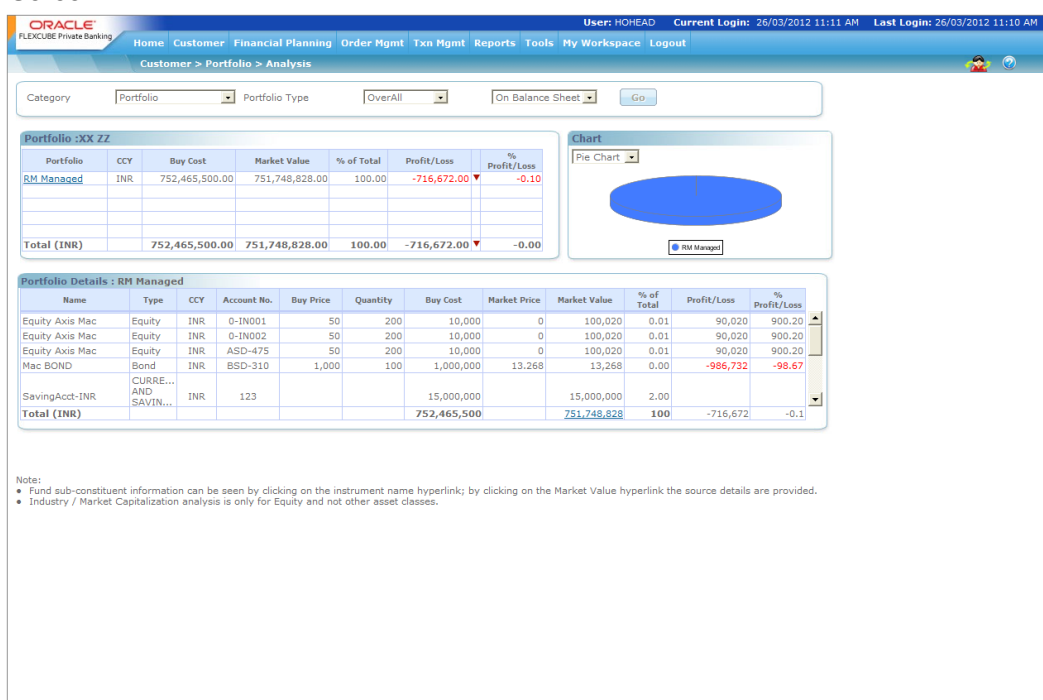 ORACLE®
FLEXCUBE Private Banking
User: HOHEAD Current Login: 26/03/2012 11:11 AM Last Login: 26/03/2012 11:10 AM
Home Customer Financial Planning Order Mgmt Txn Mgmt Reports Tools My Workspace Logout
Customer > Portfolio > Analysis
Category Portfolio Portfolio Type OverAll On Balance Sheet Go
Portfolio :XX ZZ
Portfolio CCY Buy Cost Market Value % of Total Profit/Loss % Profit/Loss
RM Managed INR 752,465,500.00 751,748,828.00 100.00 -716,672.00 -0.10
Total (INR) 752,465,500.00 751,748,828.00 100.00 -716,672.00 -0.00
Chart
Pie Chart
RM Managed
Portfolio Details : RM Managed
Name Type CCY Account No. Buy Price Quantity Buy Cost Market Price Market Value % of Total Profit/Loss % Profit/Loss
Equity Axis Mac Equity INR 0-IN001 50 200 10,000 0 100,020 0.01 90,020 900.20
Equity Axis Mac Equity INR 0-IN002 50 200 10,000 0 100,020 0.01 90,020 900.20
Equity Axis Mac Equity INR ASD-475 50 200 10,000 0 100,020 0.01 90,020 900.20
Mac BOND Bond INR BSD-310 1,000 100 1,000,000 13.268 13,268 0.00 -986,732 -98.67
SavingAcct-INR CURRE... AND SAVIN... INR 123 15,000,000 15,000,000 2.00
Total (INR) 752,465,500 751,748,828 100 -716,672 -0.1
Note:
● Fund sub-constituent information can be seen by clicking on the instrument name hyperlink; by clicking on the Market Value hyperlink the source details are provided.
● Industry / Market Capitalization analysis is only for Equity and not other asset classes.